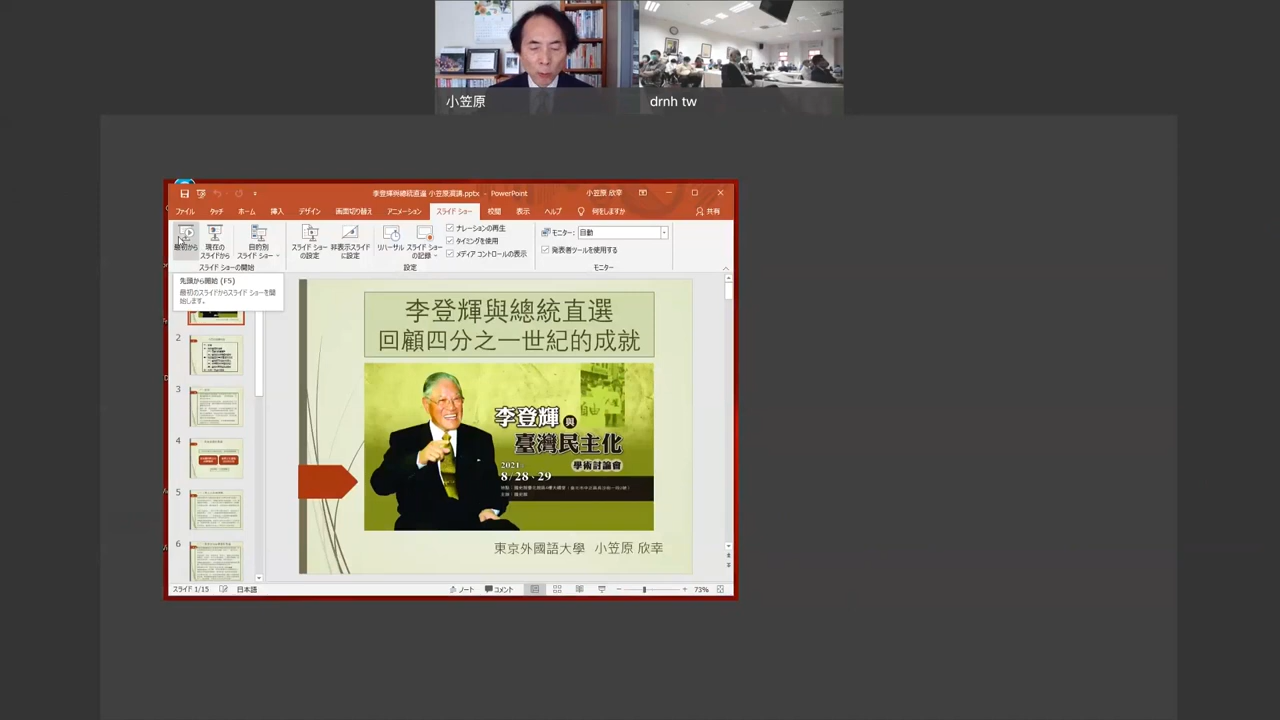 小笠原
drnh tw
李登輝與總統直選 小笠原演講.pptx - PowerPoint
小笠原 欣幸
ファイル
タッチ
ホーム
挿入
デザイン
画面切り替え
アニメーション
スライド ショー
校閲
表示
ヘルプ
何をしますか
共有
最初から
現在の
スライドから
目的別
スライド ショー
スライド ショーの開始
スライド ショー
の設定
非表示スライド
に設定
リハーサル
スライド ショー
の記録
ナレーションの再生
タイミングを使用
メディア コントロールの表示
設定
モニター:
自動
発表者ツールを使用する
モニター
先頭から開始 (F5)
最初のスライドからスライド ショーを開
始します。
2
3
4
5
6
李登輝與總統直選
回顧四分之一世紀的成就
李登輝與
臺灣民主化
學術討論會
2021
8/28、29
東京外國語大學 小笠原 欣幸
スライド 1/15
日本語
ノート
コメント
73%